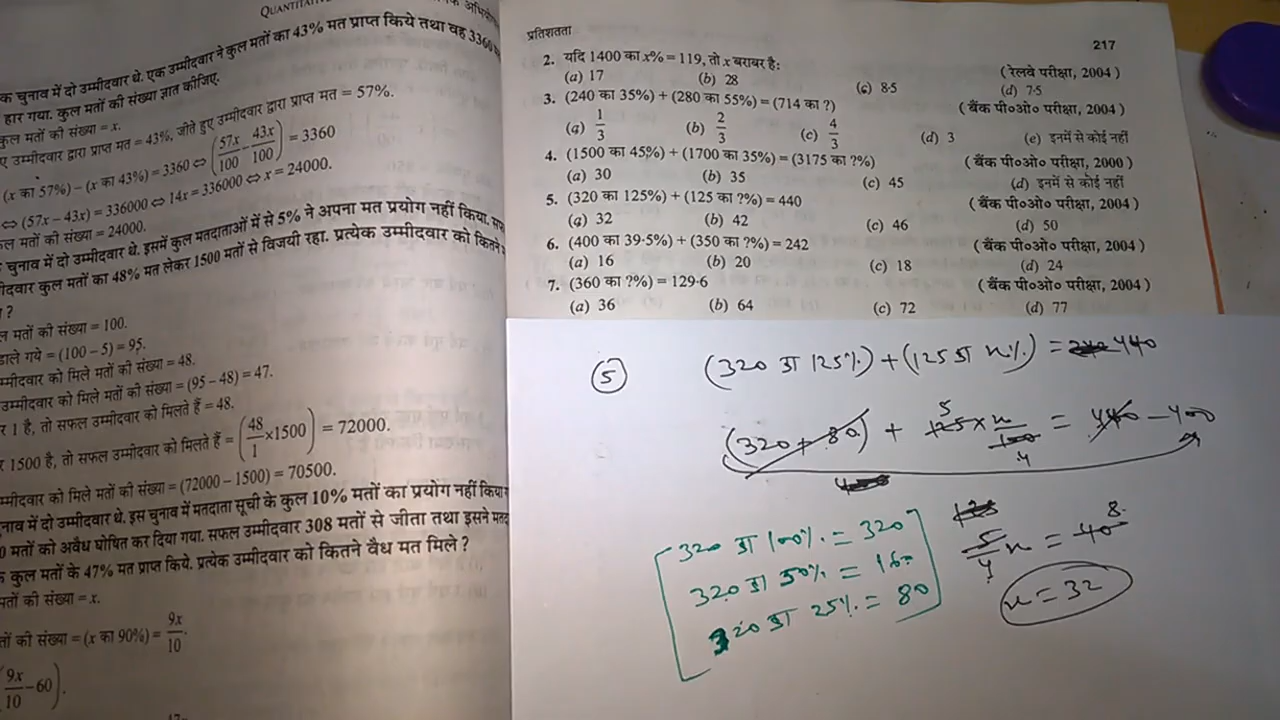 QUANTITATIVE
क चुनाव में दो उम्मीदवार थे. एक उम्मीदवार ने कुल मतों का 43% मत प्राप्त किये तथा वह 3360
हार गया. कुल मतों की संख्या ज्ञात कीजिए.
कुल मतों की संख्या = x.
ए उम्मीदवार द्वारा प्राप्त मत = 43%, जीते हुए उम्मीदवार द्वारा प्राप्त मत = 57%.
(x का 57%) – (x का 43%) = 3360 ⇔ (57x/100 - 43x/100) = 3360
⇔ (57x – 43x) = 336000 ⇔ 14x = 336000 ⇔ x = 24000.
कुल मतों की संख्या = 24000.
चुनाव में दो उम्मीदवार थे. इसमें कुल मतदाताओं में से 5% ने अपना मत प्रयोग नहीं किया.
दवार कुल मतों का 48% मत लेकर 1500 मतों से विजयी रहा. प्रत्येक उम्मीदवार को कितने
?
ल मतों की संख्या = 100.
डाले गये = (100 – 5) = 95.
म्मीदवार को मिले मतों की संख्या = 48.
उम्मीदवार को मिले मतों की संख्या = (95 – 48) = 47.
र 1 है, तो सफल उम्मीदवार को मिलते हैं = 48.
र 1500 है, तो सफल उम्मीदवार को मिलते हैं = (48/1 × 1500) = 72000.
म्मीदवार को मिले मतों की संख्या = (72000 – 1500) = 70500.
नाव में दो उम्मीदवार थे. इस चुनाव में मतदाता सूची के कुल 10% मतों का प्रयोग नहीं किया
0 मतों को अवैध घोषित कर दिया गया. सफल उम्मीदवार 308 मतों से जीता तथा इसने
कुल मतों के 47% मत प्राप्त किये. प्रत्येक उम्मीदवार को कितने वैध मत मिले ?
मतों की संख्या = x.
तों की संख्या = (x का 90%) = 9x/10.
(9x/10 – 60).
प्रतिशतता 217
2. यदि 1400 का x% = 119, तो x बराबर है: (रेलवे परीक्षा, 2004)
(a) 17 (b) 28 (c) 8·5 (d) 7·5
3. (240 का 35%) + (280 का 55%) = (714 का ?) (बैंक पी०ओ० परीक्षा, 2004)
(a) 1/3 (b) 2/3 (c) 4/3 (d) 3 (e) इनमें से कोई नहीं
4. (1500 का 45%) + (1700 का 35%) = (3175 का ?%) (बैंक पी०ओ० परीक्षा, 2000)
(a) 30 (b) 35 (c) 45 (d) इनमें से कोई नहीं
5. (320 का 125%) + (125 का ?%) = 440 (बैंक पी०ओ० परीक्षा, 2004)
(a) 32 (b) 42 (c) 46 (d) 50
6. (400 का 39·5%) + (350 का ?%) = 242 (बैंक पी०ओ० परीक्षा, 2004)
(a) 16 (b) 20 (c) 18 (d) 24
7. (360 का ?%) = 129·6 (बैंक पी०ओ० परीक्षा, 2004)
(a) 36 (b) 64 (c) 72 (d) 77
5 (320 का 125%) + (125 का x%) = 440
(320 + 80) + 125 × x/100 = 440 – 400
5 4
320 का 100% = 320
320 का 50% = 160
320 का 25% = 80
125
5/4 x = 40 8
x = 32